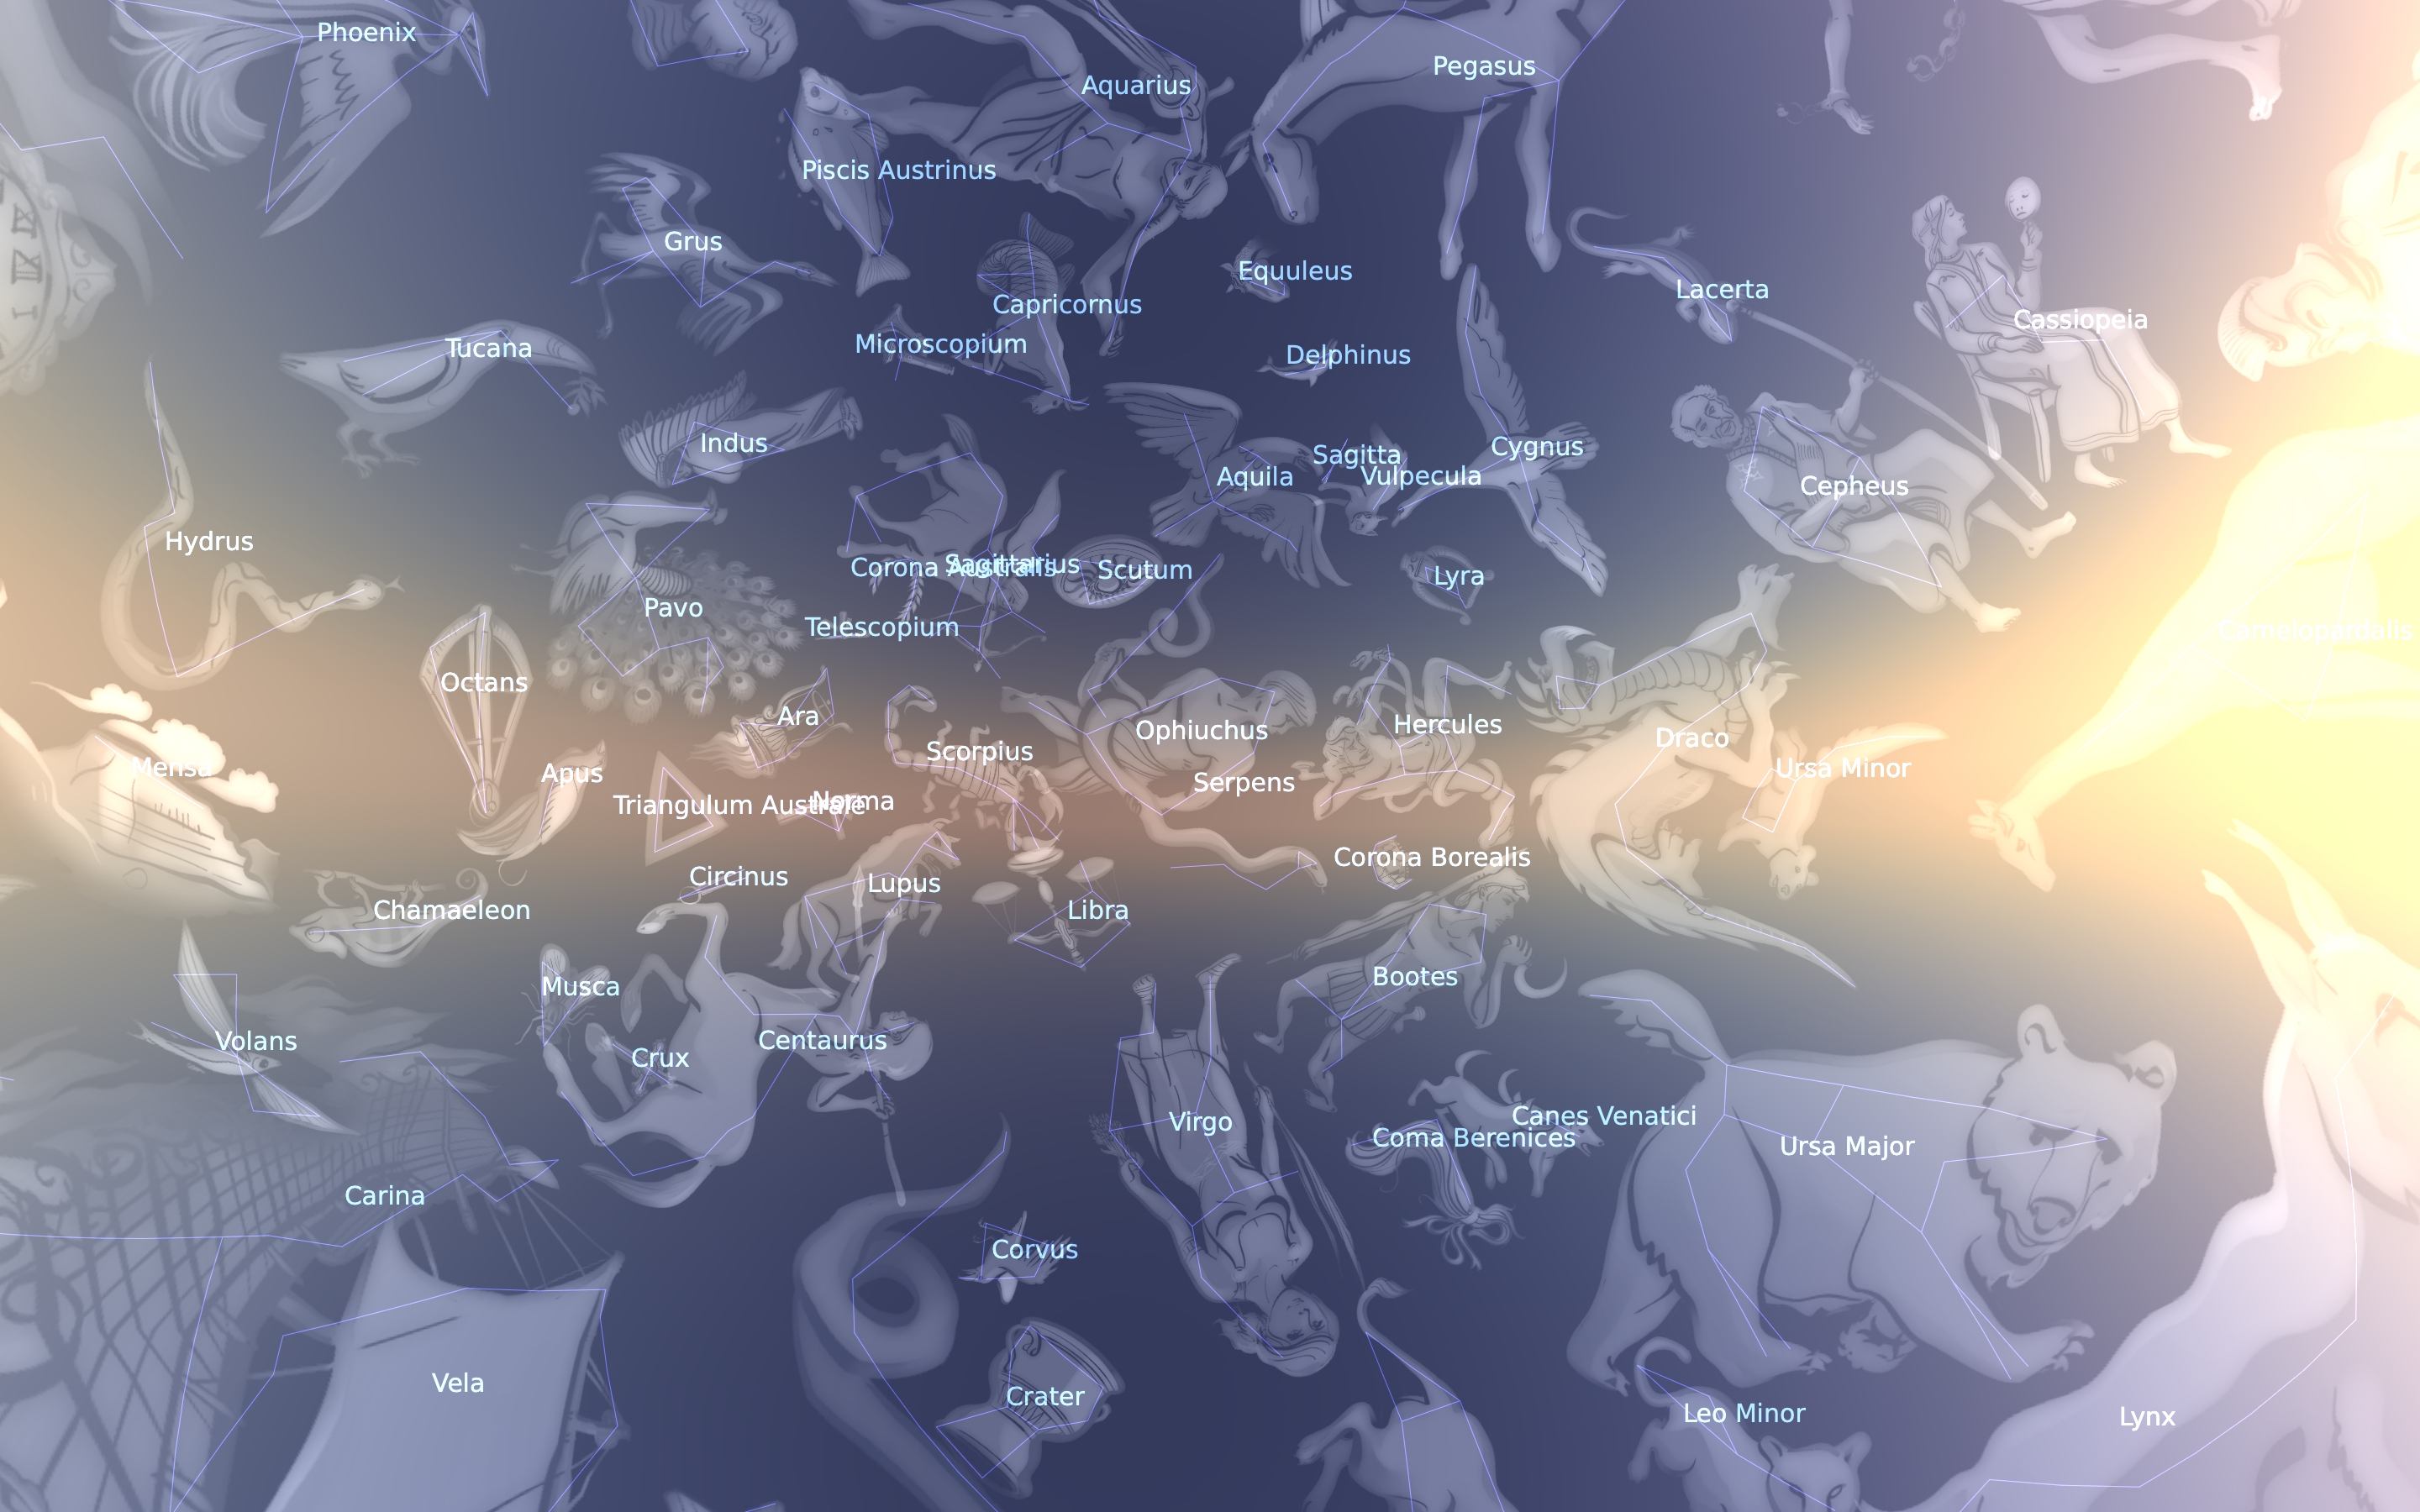 Phoenix
Pegasus
Aquarius
Piscis Austrinus
Grus
Equuleus
Lacerta
Capricornus
Cassiopeia
Microscopium
Tucana
Delphinus
Indus
Cygnus
Sagitta
Aquila
Vulpecula
Cepheus
Hydrus
Sagittarius
Corona Australis
Scutum
Lyra
Pavo
Telescopium
Camelopardalis
Octans
Ara
Hercules
Ophiuchus
Draco
Scorpius
Mensa
Apus
Ursa Minor
Serpens
Norma
Triangulum Australe
Corona Borealis
Circinus
Lupus
Chamaeleon
Libra
Bootes
Musca
Volans
Centaurus
Crux
Canes Venatici
Virgo
Coma Berenices
Ursa Major
Carina
Corvus
Vela
Crater
Leo Minor
Lynx